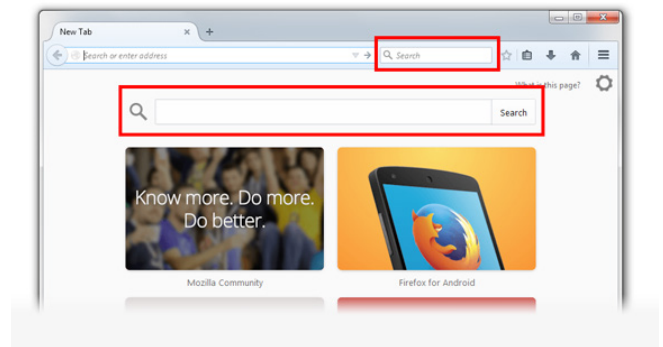 New Tab
Search or enter address
Search
What is this page?
Search
Know more. Do more.
Do better.
Mozilla Community
Firefox for Android